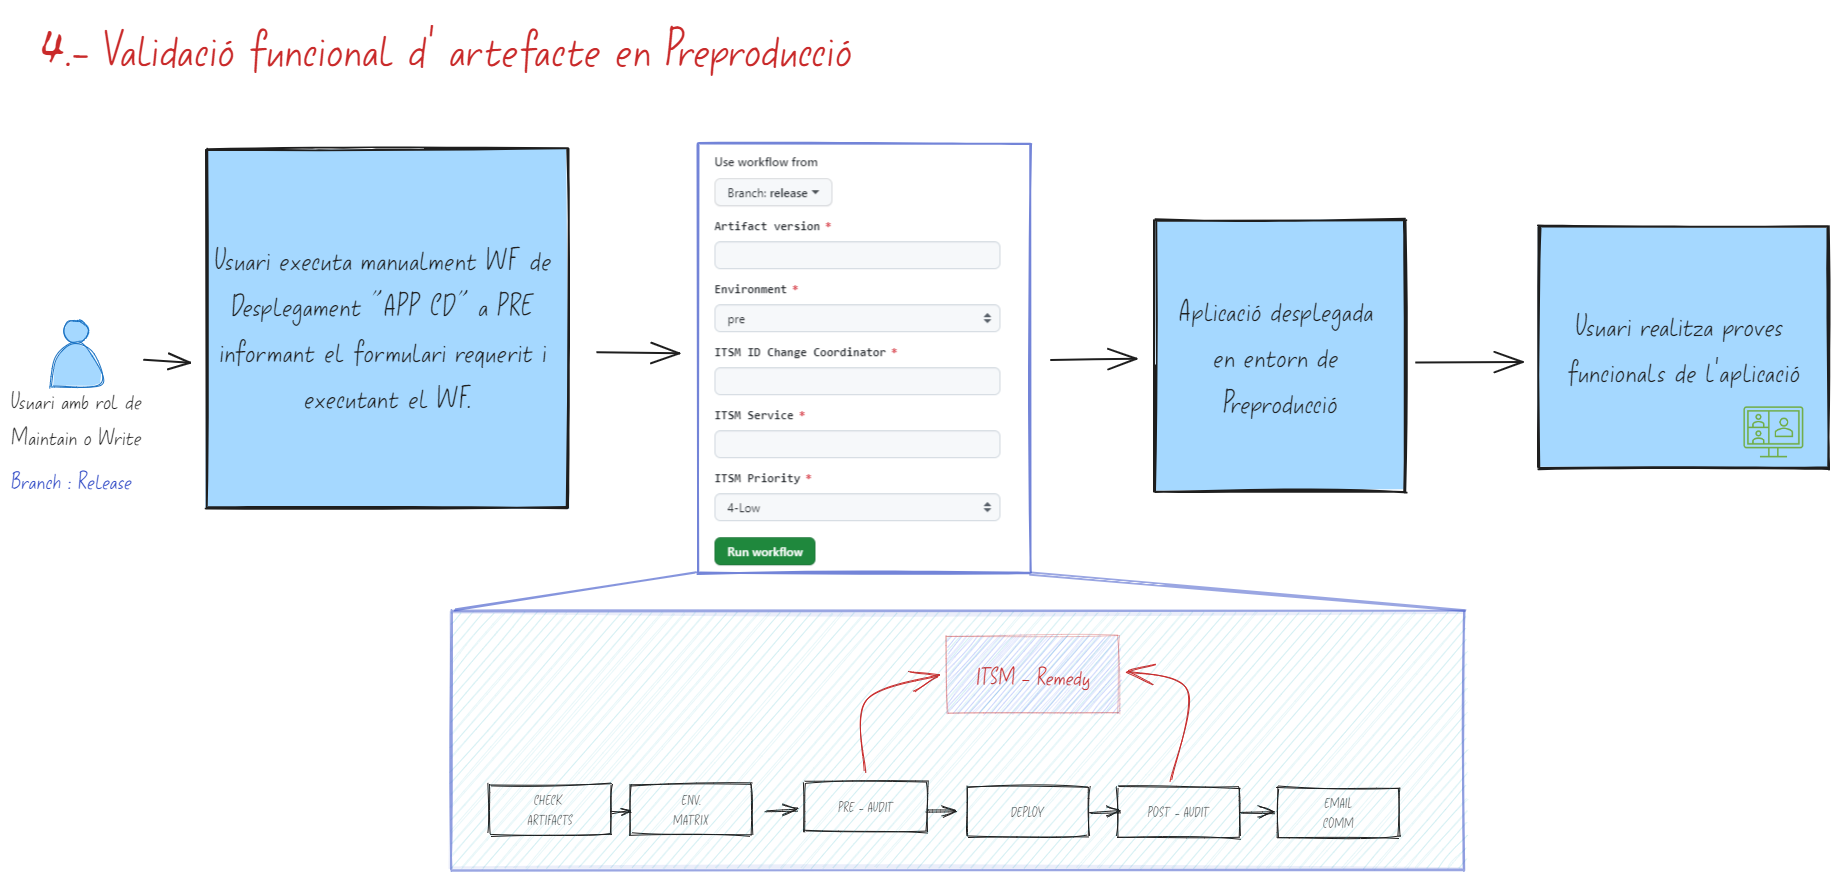 4.- Validació funcional d' artefacte en Preproducció
Usuari amb rol de
Maintain o Write
Branch : Release
Usuari executa manualment WF de
Desplegament "APP CD" a PRE
informant el formulari requerit i
executant el WF.
Use workflow from
Branch: release
Artifact version *
Environment *
pre
ITSM ID Change Coordinator *
ITSM Service *
ITSM Priority *
4-Low
Run workflow
Aplicació desplegada
en entorn de
Preproducció
Usuari realitza proves
funcionals de l'aplicació
ITSM - Remedy
CHECK
ARTIFACTS
ENV.
MATRIX
PRE - AUDIT
DEPLOY
POST - AUDIT
EMAIL
COMM